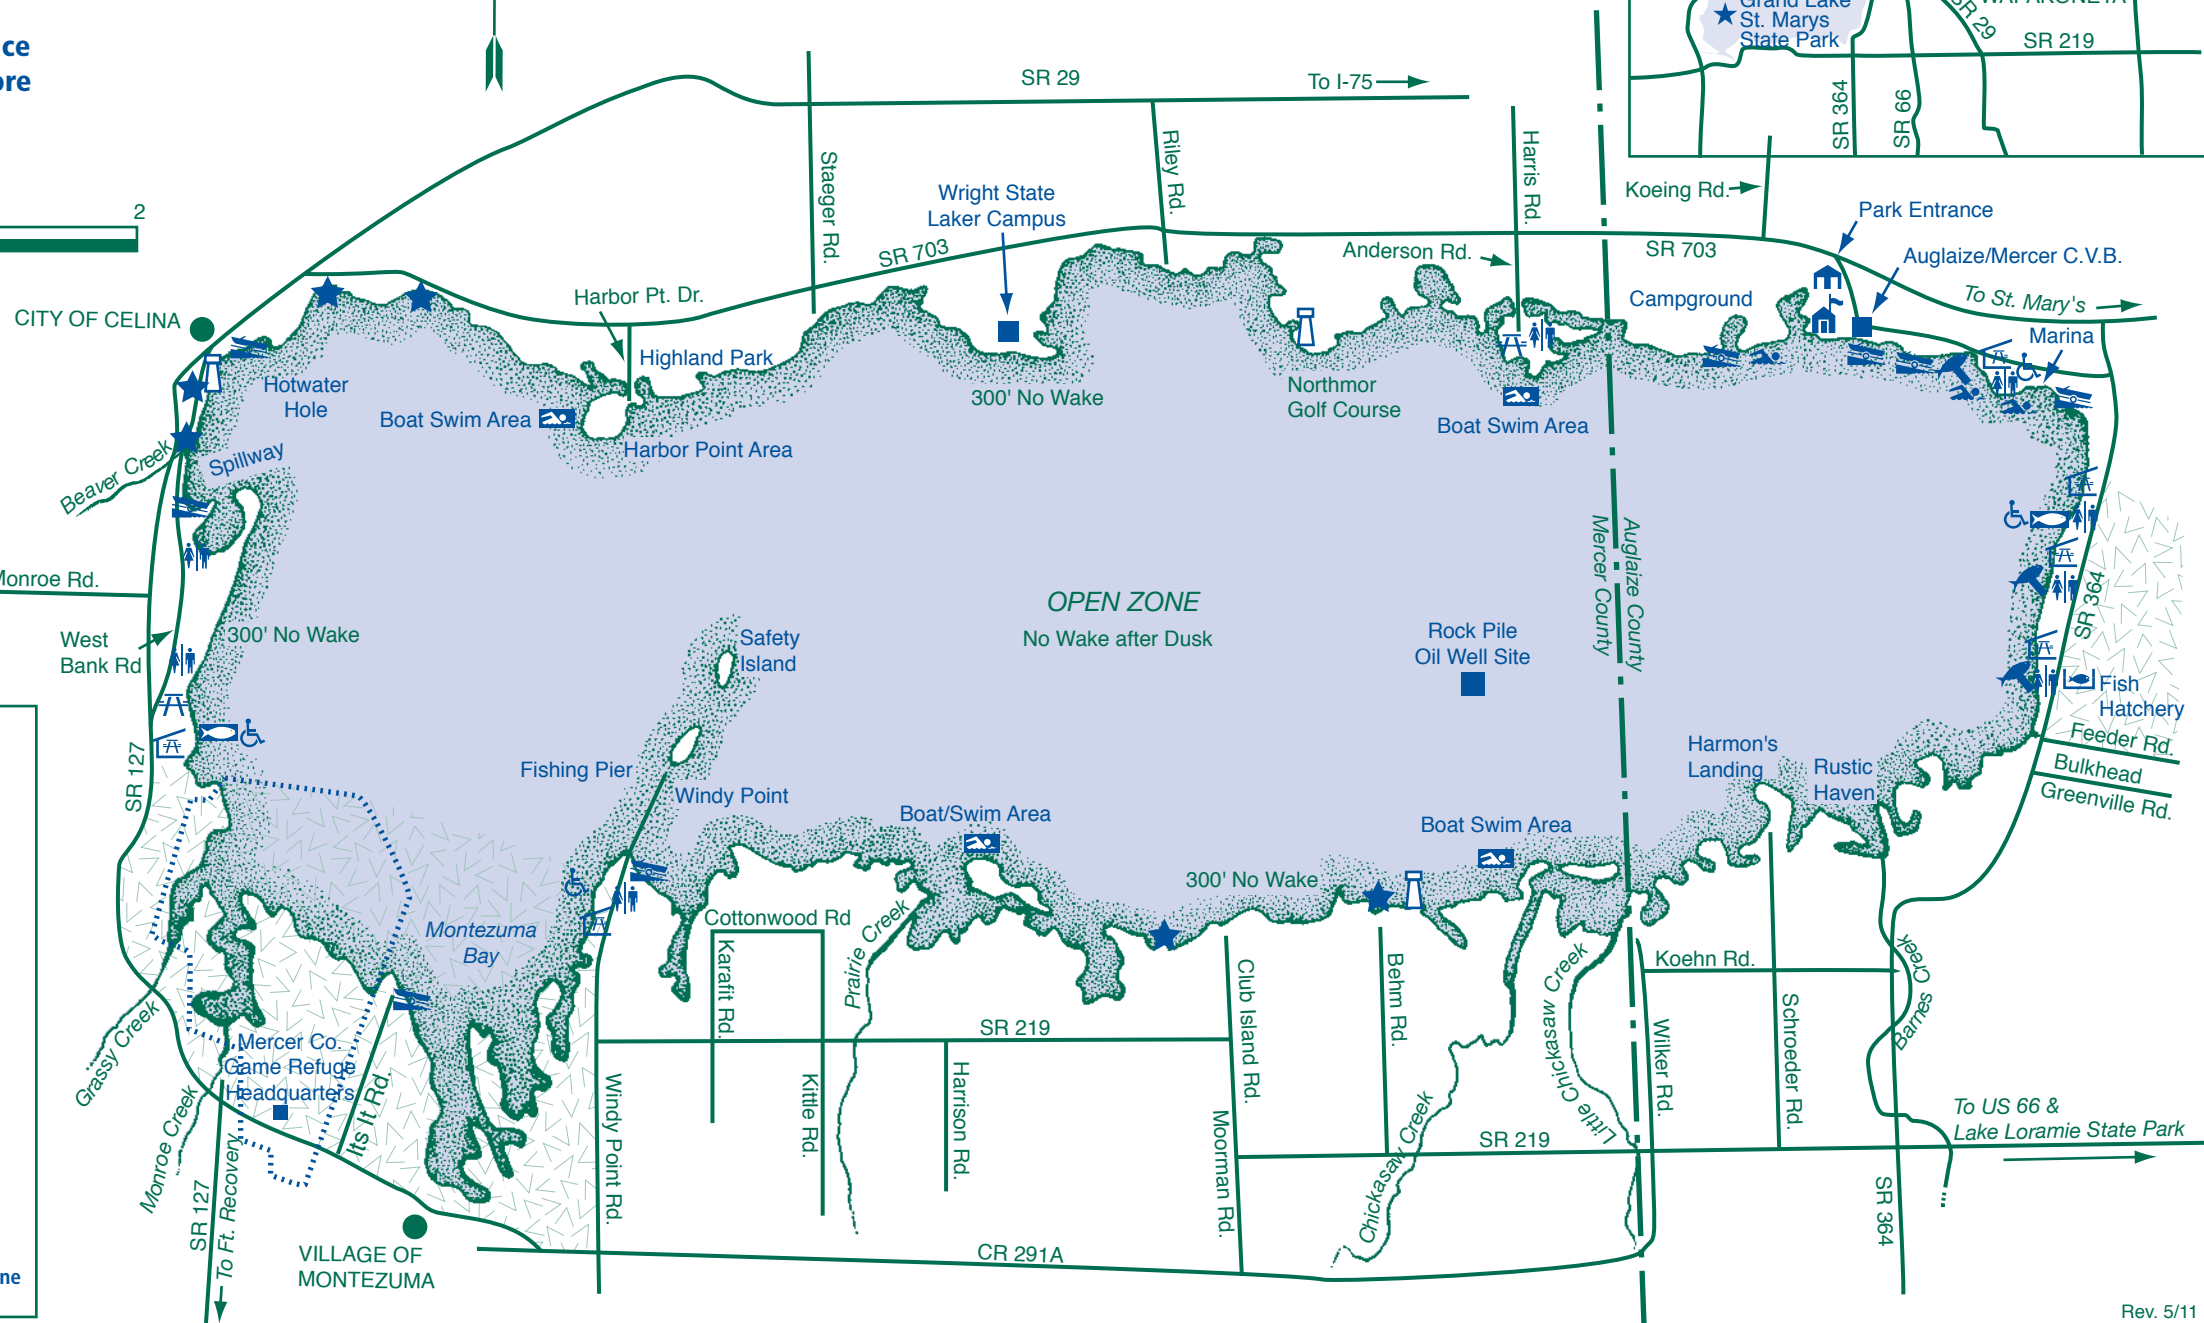 ce
ore
2
SR 29
To I-75
Grand Lake
St. Marys
State Park
SR 29
WAPAKONETA
SR 219
SR 364
SR 66
Staeger Rd.
Riley Rd.
Harris Rd.
Koeing Rd.
Wright State
Laker Campus
Park Entrance
SR 703
Anderson Rd.
SR 703
Auglaize/Mercer C.V.B.
Harbor Pt. Dr.
Campground
To St. Mary's
CITY OF CELINA
Marina
Highland Park
Hotwater
Hole
300' No Wake
Northmor
Golf Course
Boat Swim Area
Boat Swim Area
Harbor Point Area
Beaver Creek
Spillway
Mercer County
Auglaize County
Monroe Rd.
OPEN ZONE
No Wake after Dusk
West
Bank Rd
300' No Wake
Safety
Island
Rock Pile
Oil Well Site
SR 364
Fish
Hatchery
SR 127
Fishing Pier
Windy Point
Harmon's
Landing
Rustic
Haven
Feeder Rd.
Bulkhead
Greenville Rd.
Boat/Swim Area
Boat Swim Area
300' No Wake
Montezuma
Bay
Cottonwood Rd
Karafit Rd.
Prairie Creek
Club Island Rd.
Behm Rd.
Little Chickasaw Creek
Koehn Rd.
Barnes Creek
Schroeder Rd.
Wilker Rd.
Grassy Creek
Mercer Co.
Game Refuge
Headquarters
Its It Rd.
SR 219
Windy Point Rd.
Kittle Rd.
Harrison Rd.
Moorman Rd.
Chickasaw Creek
SR 219
To US 66 &
Lake Loramie State Park
Monroe Creek
SR 127
To Ft. Recovery
SR 364
VILLAGE OF
MONTEZUMA
CR 291A
ne
Rev. 5/11